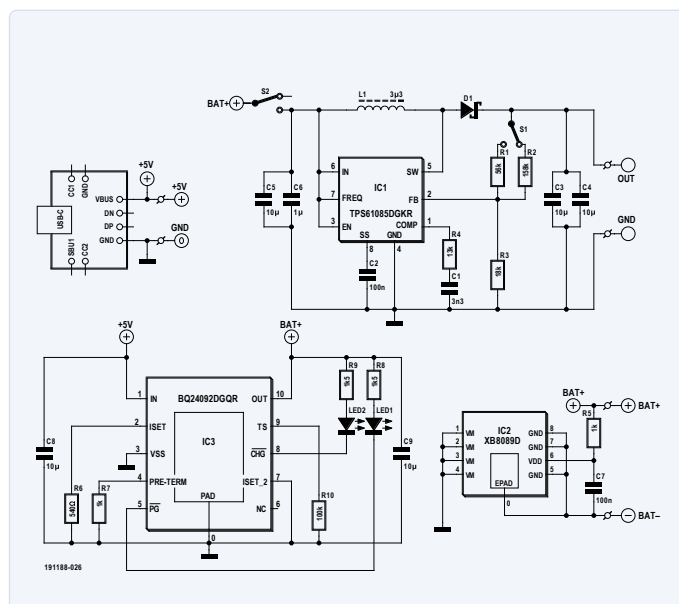 S2
BAT+
L1 3µ3
D1
S1
R1
56k
R2
158k
IN
FREQ
EN
6
7
3
IC1
TPS61085DGKR
SW
FB
COMP
5
2
1
SS
8
GND
4
C5
10µ
C6
1µ
C2
100n
R4
13k
C1
3n3
R3
18k
C3
10µ
C4
10µ
OUT
GND
USB-C
CC1
GND
VBUS
DN
DP
GND
SBU1
CC2
+5V
+5V
GND
0
+5V
BAT+
C8
10µ
R6
540Ω
R7
1k
BQ24092DGQR
IC3
PAD
0
1 IN
2 ISET
3 VSS
4 PRE-TERM
5 PG
OUT 10
TS 9
CHG 8
ISET_2 7
NC 6
R9
1k5
R8
1k5
LED2
LED1
R10
100k
C9
10µ
191188-026
IC2
XB8089D
1 VM
2 VM
3 VM
4 VM
GND 8
GND 7
VDD 6
GND 5
EPAD
0
BAT+
BAT+
R5
1k
C7
100n
BAT–